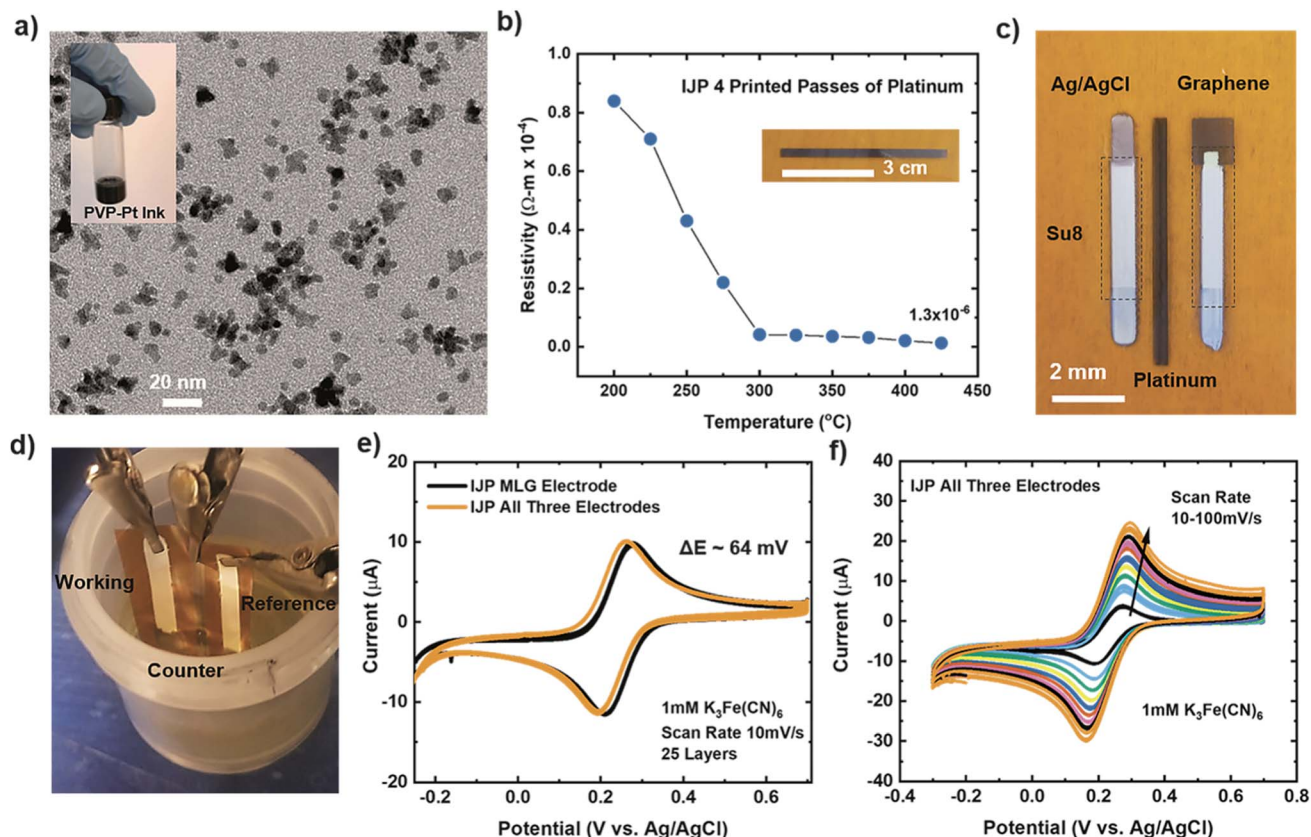 a)
PVP-Pt Ink
20 nm
b)
IJP 4 Printed Passes of Platinum
3 cm
1.3x10-6
Resistivity (Ω-m x 10-4)
1.0
0.8
0.6
0.4
0.2
0.0
200 250 300 350 400 450
Temperature (oC)
c)
Ag/AgCl
Graphene
Su8
Platinum
2 mm
d)
Working
Reference
Counter
e)
IJP MLG Electrode
IJP All Three Electrodes
ΔE ~ 64 mV
1mM K3Fe(CN)6
Scan Rate 10mV/s
25 Layers
Current (μA)
20
10
0
-10
-20
-0.2 0.0 0.2 0.4 0.6
Potential (V vs. Ag/AgCl)
f)
IJP All Three Electrodes
Scan Rate
10-100mV/s
1mM K3Fe(CN)6
Current (μA)
40
30
20
10
0
-10
-20
-30
-40
-0.4 -0.2 0.0 0.2 0.4 0.6 0.8
Potential (V vs. Ag/AgCl)